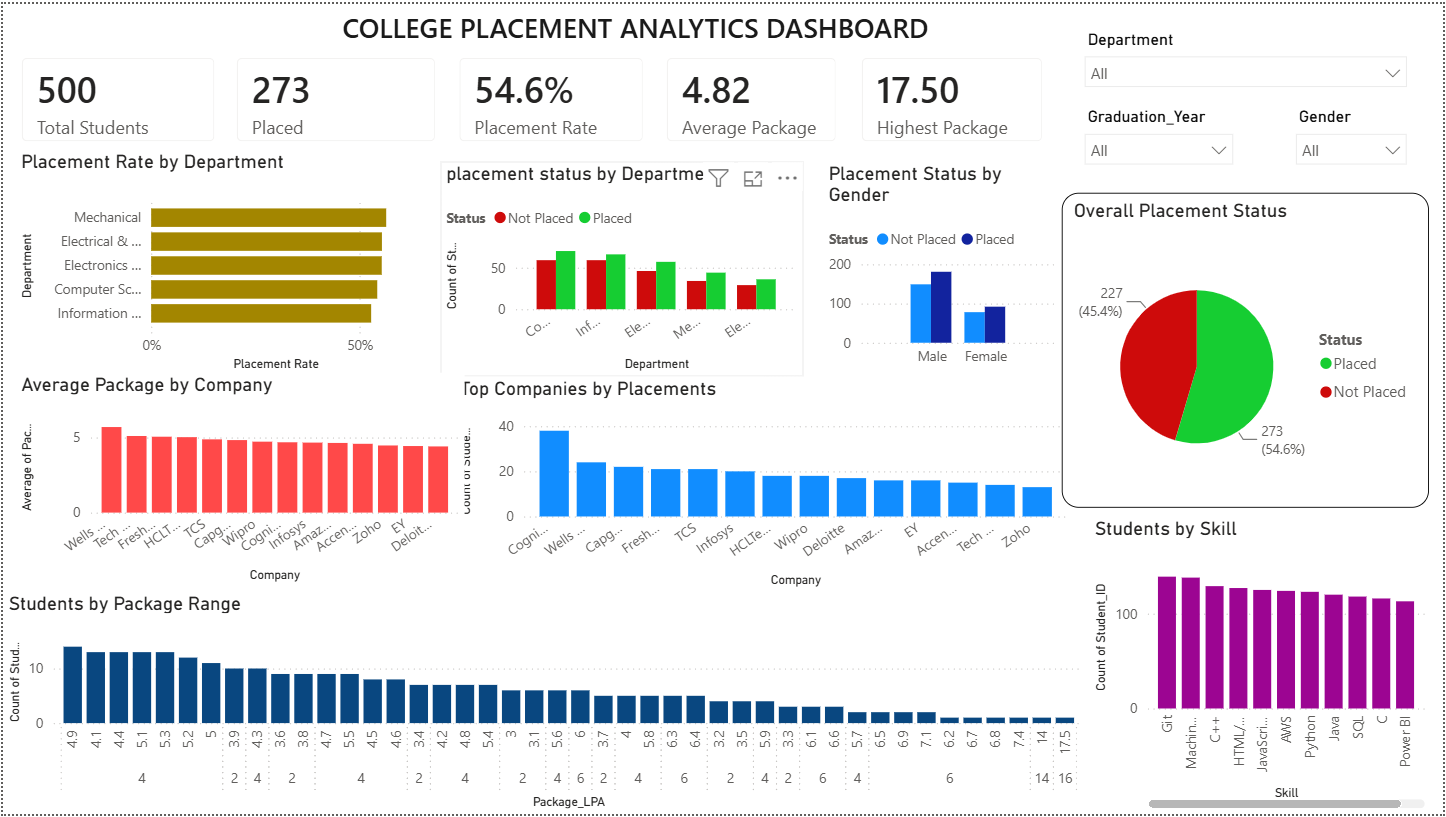 COLLEGE PLACEMENT ANALYTICS DASHBOARD
500
Total Students
273
Placed
54.6%
Placement Rate
4.82
Average Package
17.50
Highest Package
Department
All
Graduation_Year
All
Gender
All
Placement Rate by Department
Department
Mechanical
Electrical & ...
Electronics ...
Computer Sc...
Information ...
0%
50%
Placement Rate
placement status by Departme
Status
Not Placed
Placed
Count of St...
50
0
Co...
Inf...
Ele...
Me...
Ele...
Department
Placement Status by
Gender
Status
Not Placed
Placed
200
100
0
Male
Female
Overall Placement Status
227
(45.4%)
273
(54.6%)
Status
Placed
Not Placed
Average Package by Company
Average of Pac...
5
0
Wells ...
Tech ...
Fresh...
HCLT...
TCS
Capg...
Wipro
Cogni...
Infosys
Amaz...
Accen...
Zoho
EY
Deloit...
Company
Top Companies by Placements
Count of Stude...
40
20
0
Cogni...
Wells ...
Capg...
Fresh...
TCS
Infosys
HCLTe...
Wipro
Deloitte
Amaz...
EY
Accen...
Tech ...
Zoho
Company
Students by Skill
Count of Student_ID
100
0
Git
Machin...
C++
HTML/...
JavaScri...
AWS
Python
Java
SQL
C
Power BI
Skill
Students by Package Range
Count of Stud...
10
0
4.9 4.1 4.4 5.1 5.3 5.2 5 3.9 4.3 3.6 3.8 4.7 5.5 4.5 4.6 3.4 4.2 4.8 5.4 3 3.1 5.6 6 3.7 4 5.8 6.3 6.4 3.2 3.5 5.9 3.3 6.1 6.6 5.7 6.5 6.9 7.1 6.2 6.7 6.8 7.4 14 17.5
4 2 4 2 4 2 4 2 4 6 2 4 6 2 4 2 6 4 6 14 16
Package_LPA